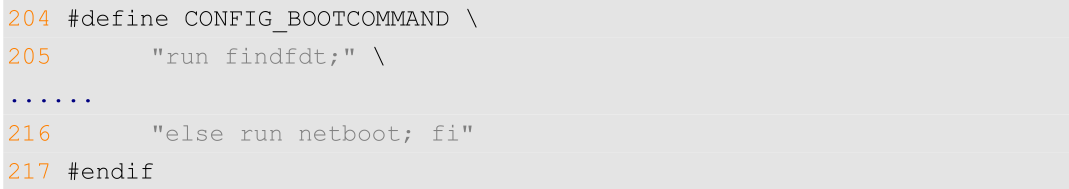 204 #define CONFIG_BOOTCOMMAND \
205 "run findfdt;" \
......
216 "else run netboot; fi"
217 #endif